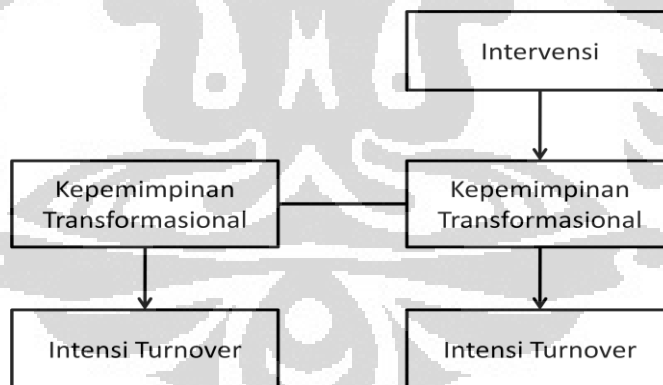 Intervensi
Kepemimpinan
Transformasional
Kepemimpinan
Transformasional
Intensi Turnover
Intensi Turnover